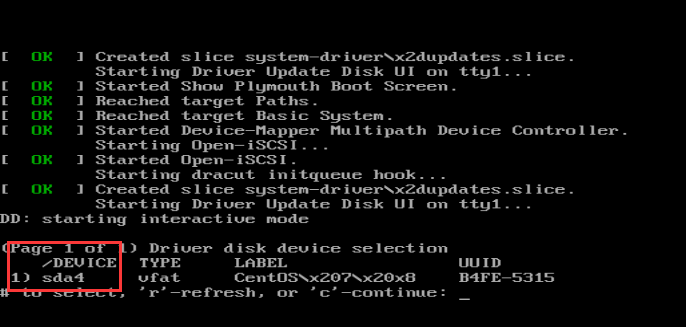 [  OK  ] Created slice system-driver\x2dupdates.slice.
Starting Driver Update Disk UI on tty1...
[  OK  ] Started Show Plymouth Boot Screen.
[  OK  ] Reached target Paths.
[  OK  ] Reached target Basic System.
[  OK  ] Started Device-Mapper Multipath Device Controller.
Starting Open-iSCSI...
[  OK  ] Started Open-iSCSI.
Starting dracut initqueue hook...
[  OK  ] Created slice system-driver\x2dupdates.slice.
Starting Driver Update Disk UI on tty1...
DD: starting interactive mode
(Page 1 of 1) Driver disk device selection
/DEVICE TYPE LABEL UUID
1) sda4 vfat CentOS\x207\x20x8 B4FE-5315
# to select, 'r'-refresh, or 'c'-continue: _